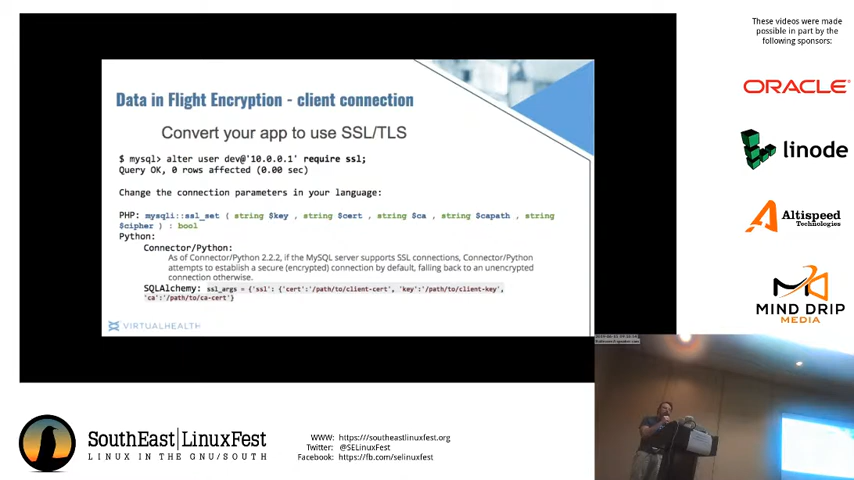 These videos were made
possible in part by the
following sponsors:
ORACLE
linode
Altispeed
Technologies
MIND DRIP
MEDIA
Data in Flight Encryption - client connection
Convert your app to use SSL/TLS
$ mysql> alter user dev@'10.0.0.1' require ssl;
Query OK, 0 rows affected (0.00 sec)
Change the connection parameters in your language:
PHP: mysqli::ssl_set ( string $key , string $cert , string $ca , string $capath , string
$cipher ) : bool
Python:
Connector/Python:
As of Connector/Python 2.2.2, if the MySQL server supports SSL connections, Connector/Python
attempts to establish a secure (encrypted) connection by default, falling back to an unencrypted
connection otherwise.
SQLAlchemy: ssl_args = {'ssl': {'cert':'/path/to/client-cert', 'key':'/path/to/client-key',
'ca':'/path/to/ca-cert'}
VIRTUALHEALTH
SouthEast|LinuxFest
LINUX IN THE GNU/SOUTH
WWW: https:///southeastlinuxfest.org
Twitter: @SELinuxFest
Facebook: https://fb.com/selinuxfest